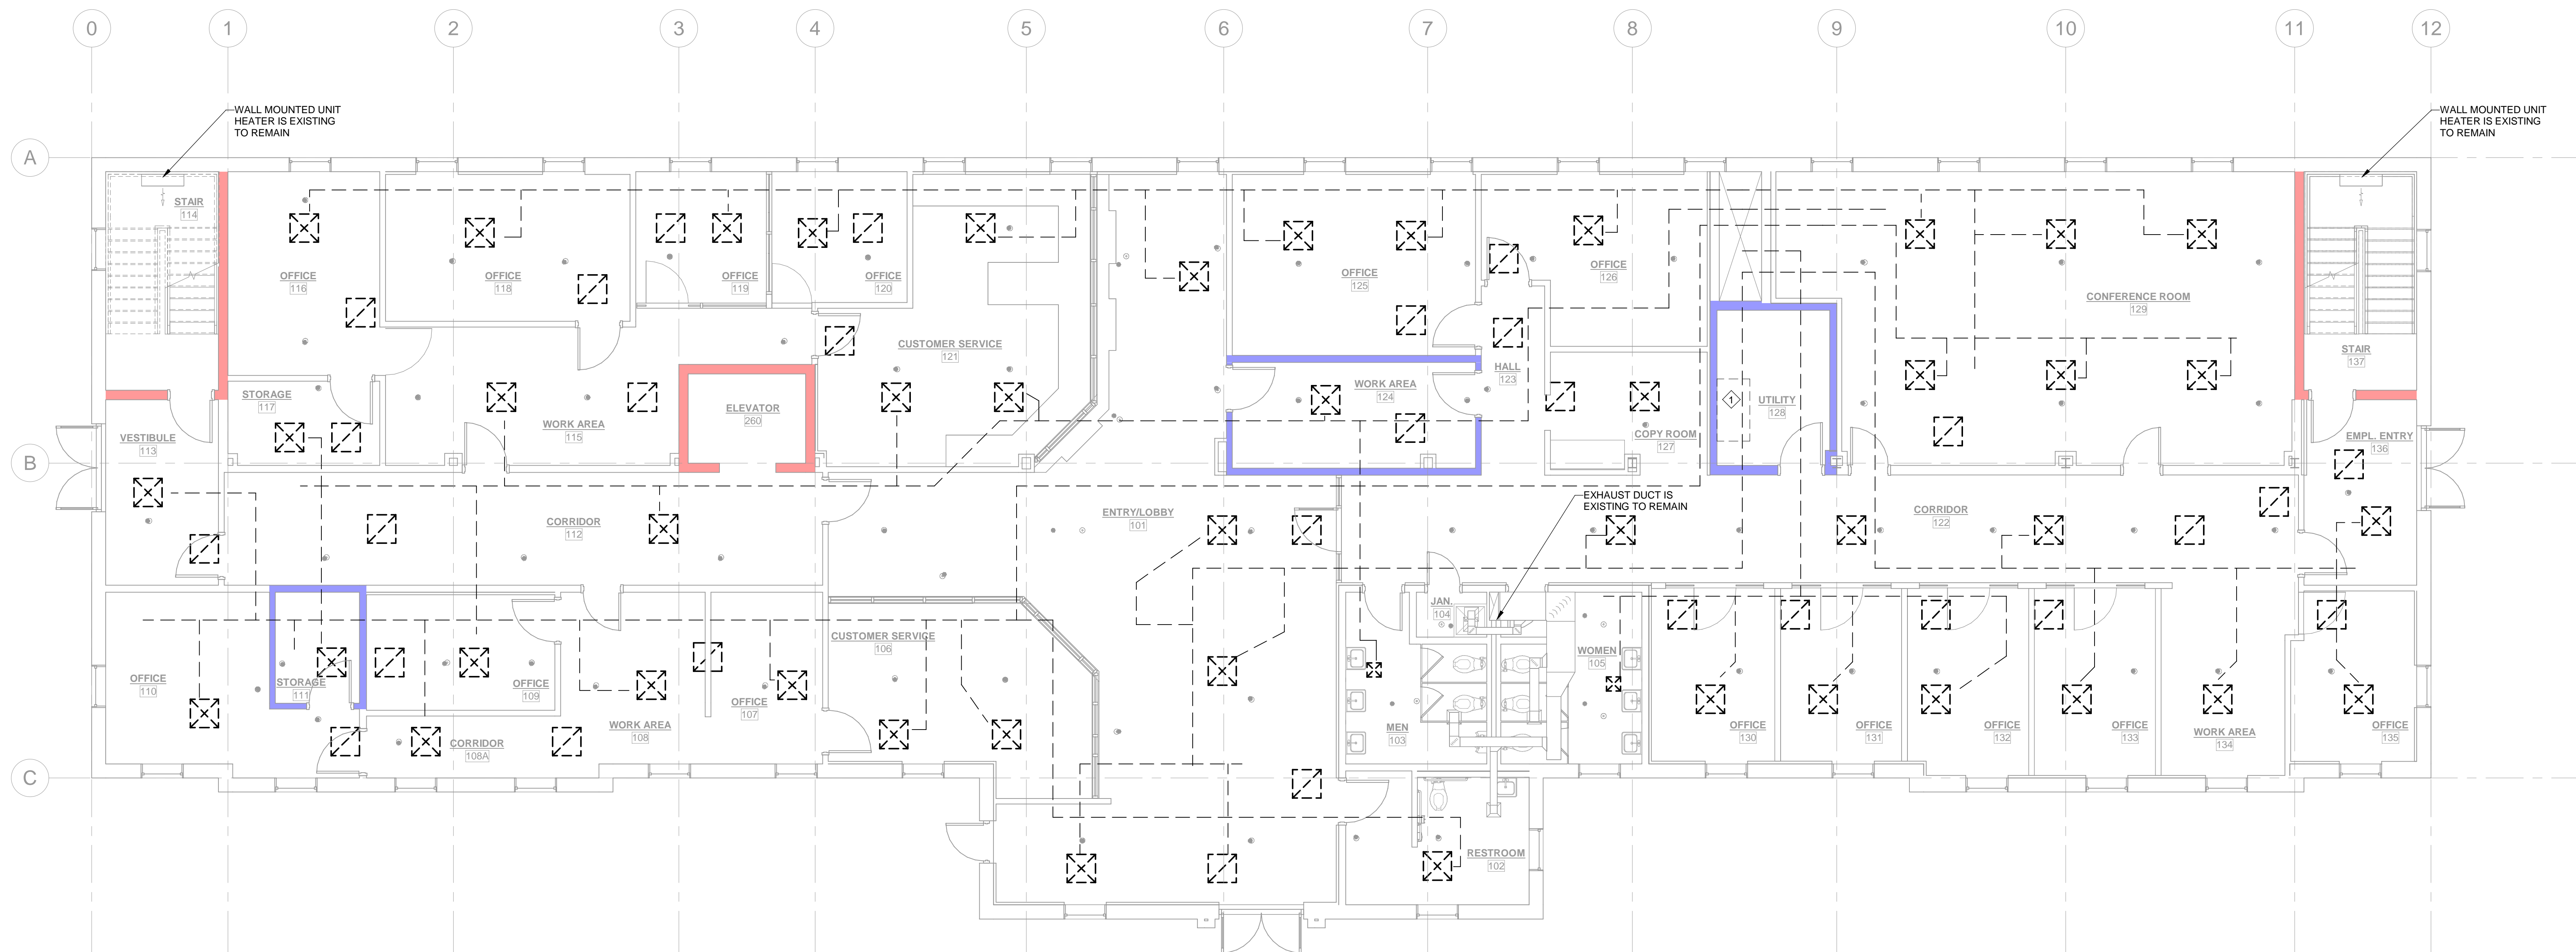 0
1
2
3
4
5
6
7
8
9
10
11
12
WALL MOUNTED UNIT
HEATER IS EXISTING
TO REMAIN
WALL MOUNTED UNIT
HEATER IS EXISTING
TO REMAIN
A
STAIR
114
OFFICE
116
OFFICE
118
OFFICE
119
OFFICE
120
OFFICE
125
OFFICE
126
CONFERENCE ROOM
129
CUSTOMER SERVICE
121
STAIR
137
HALL
123
WORK AREA
124
STORAGE
117
ELEVATOR
260
1
UTILITY
128
WORK AREA
115
VESTIBULE
113
COPY ROOM
127
EMPL. ENTRY
136
B
EXHAUST DUCT IS
EXISTING TO REMAIN
ENTRY/LOBBY
101
CORRIDOR
112
CORRIDOR
122
JAN.
104
CUSTOMER SERVICE
106
WOMEN
105
OFFICE
110
STORAGE
111
OFFICE
109
OFFICE
107
WORK AREA
108
MEN
103
OFFICE
130
OFFICE
131
OFFICE
132
OFFICE
133
WORK AREA
134
OFFICE
135
CORRIDOR
108A
C
RESTROOM
102